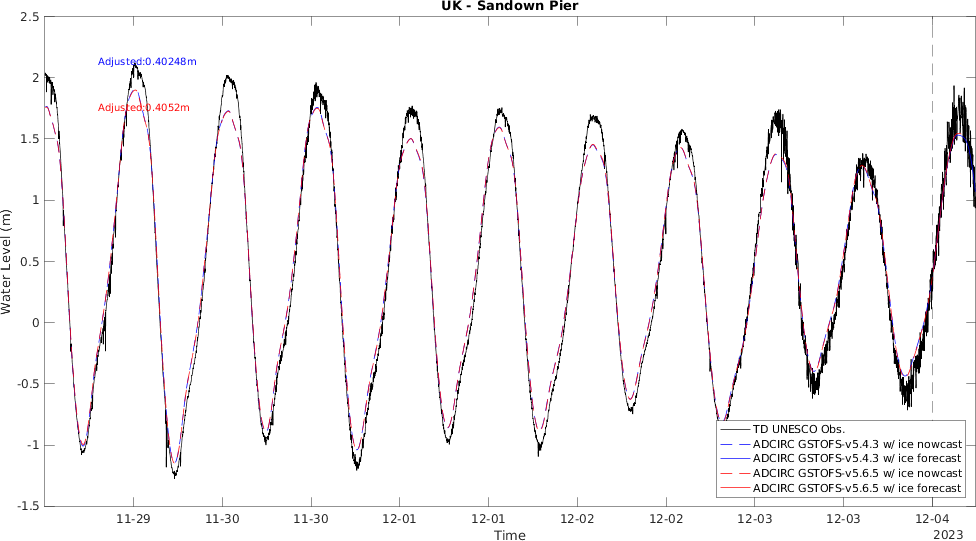 UK - Sandown Pier
2.5
2
1.5
1
0.5
0
-0.5
-1
-1.5
Water Level (m)
Adjusted:0.40248m
Adjusted:0.4052m
TD UNESCO Obs.
ADCIRC GSTOFS-v5.4.3 w/ ice nowcast
ADCIRC GSTOFS-v5.4.3 w/ ice forecast
ADCIRC GSTOFS-v5.6.5 w/ ice nowcast
ADCIRC GSTOFS-v5.6.5 w/ ice forecast
11-29 11-30 11-30 12-01 12-01 12-02 12-02 12-03 12-03 12-04
2023
Time